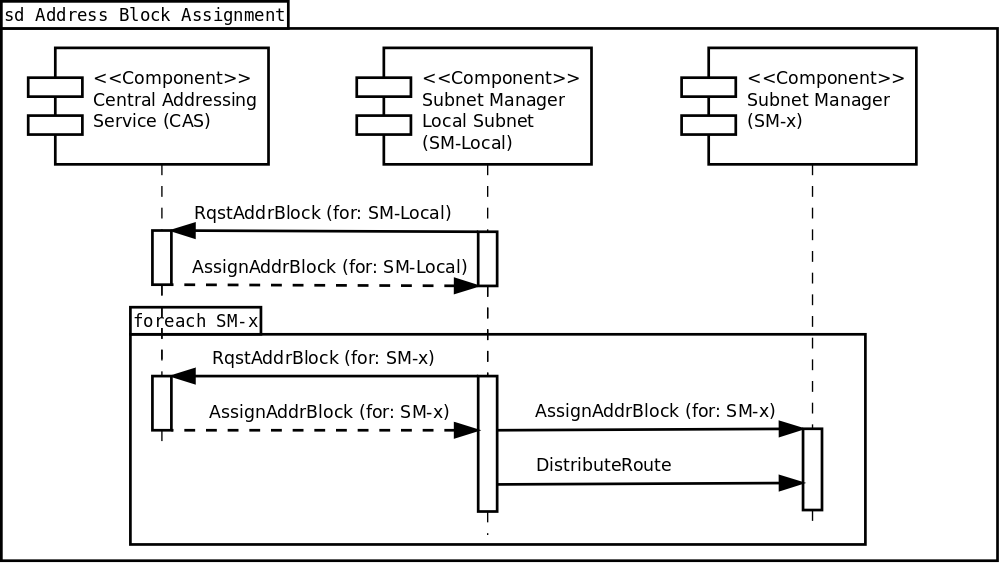 sd Address Block Assignment
<<Component>>
Central Addressing
Service (CAS)
<<Component>>
Subnet Manager
Local Subnet
(SM-Local)
<<Component>>
Subnet Manager
(SM-x)
RqstAddrBlock (for: SM-Local)
AssignAddrBlock (for: SM-Local)
foreach SM-x
RqstAddrBlock (for: SM-x)
AssignAddrBlock (for: SM-x)
AssignAddrBlock (for: SM-x)
DistributeRoute